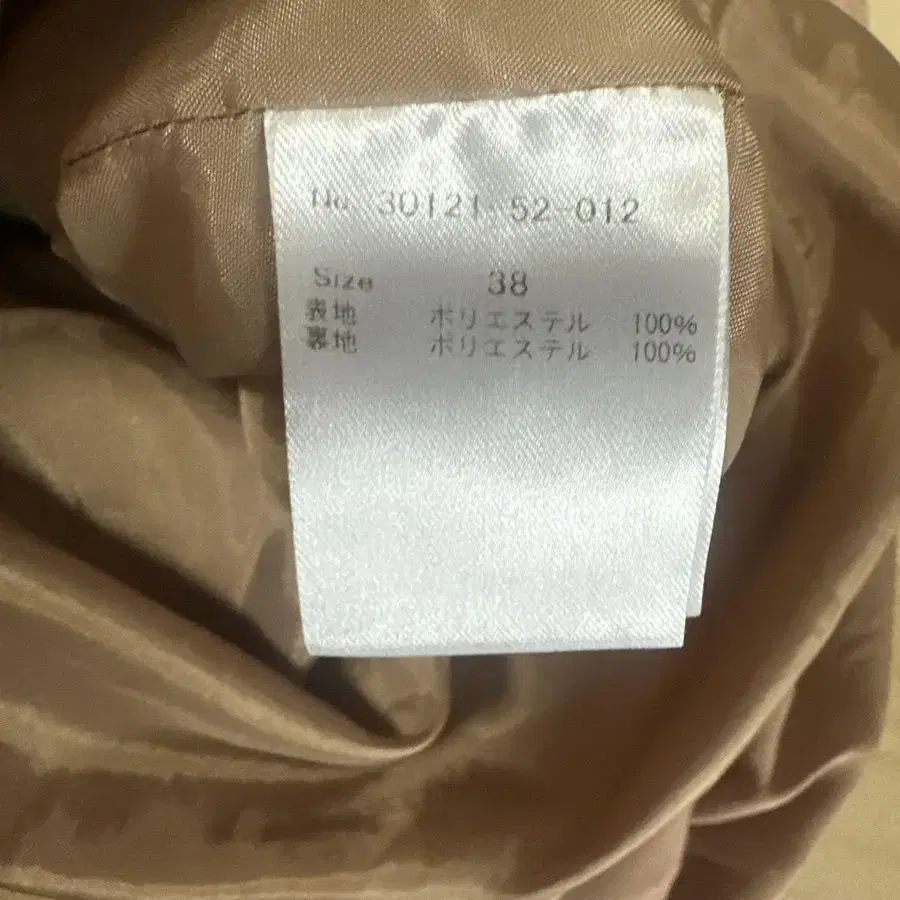 No. 30121-52-012
Size 38
表地 ポリエステル 100%
裏地 ポリエステル 100%